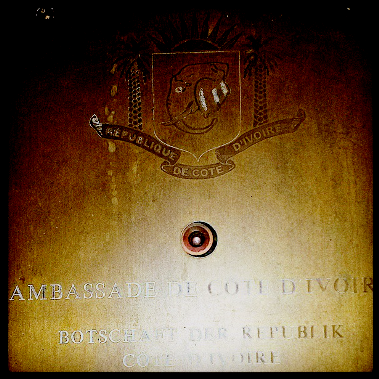 RÉPUBLIQUE DE COTE D'IVOIRE
AMBASSADE DE COTE D'IVOIR
BOTSCHAFT DER REPUBLIK
COTE D'IVOIRE